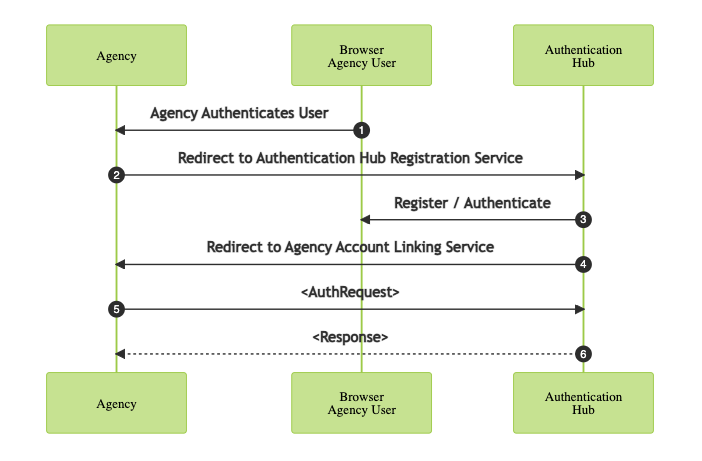 Agency
Browser
Agency User
Authentication
Hub
Agency Authenticates User
1
Redirect to Authentication Hub Registration Service
2
Register / Authenticate
3
Redirect to Agency Account Linking Service
4
<AuthRequest>
5
<Response>
6
Agency
Browser
Agency User
Authentication
Hub